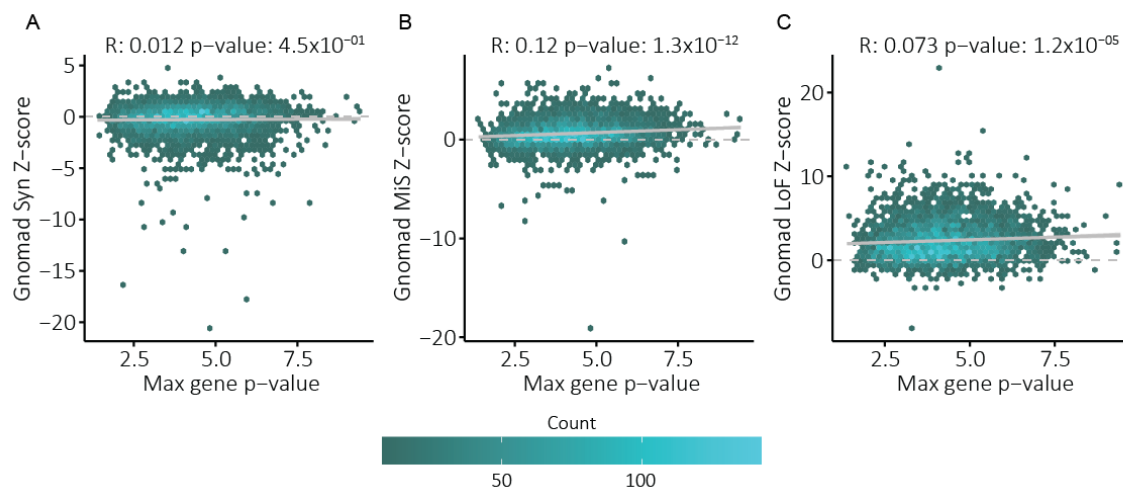 A
R: 0.012 p−value: 4.5x10⁻⁰¹
Gnomad Syn Z−score
5
0
−5
−10
−15
−20
2.5
5.0
7.5
Max gene p−value
B
R: 0.12 p−value: 1.3x10⁻¹²
Gnomad MiS Z−score
0
−10
−20
2.5
5.0
7.5
Max gene p−value
C
R: 0.073 p−value: 1.2x10⁻⁰⁵
Gnomad LoF Z−score
20
10
0
2.5
5.0
7.5
Max gene p−value
Count
50
100